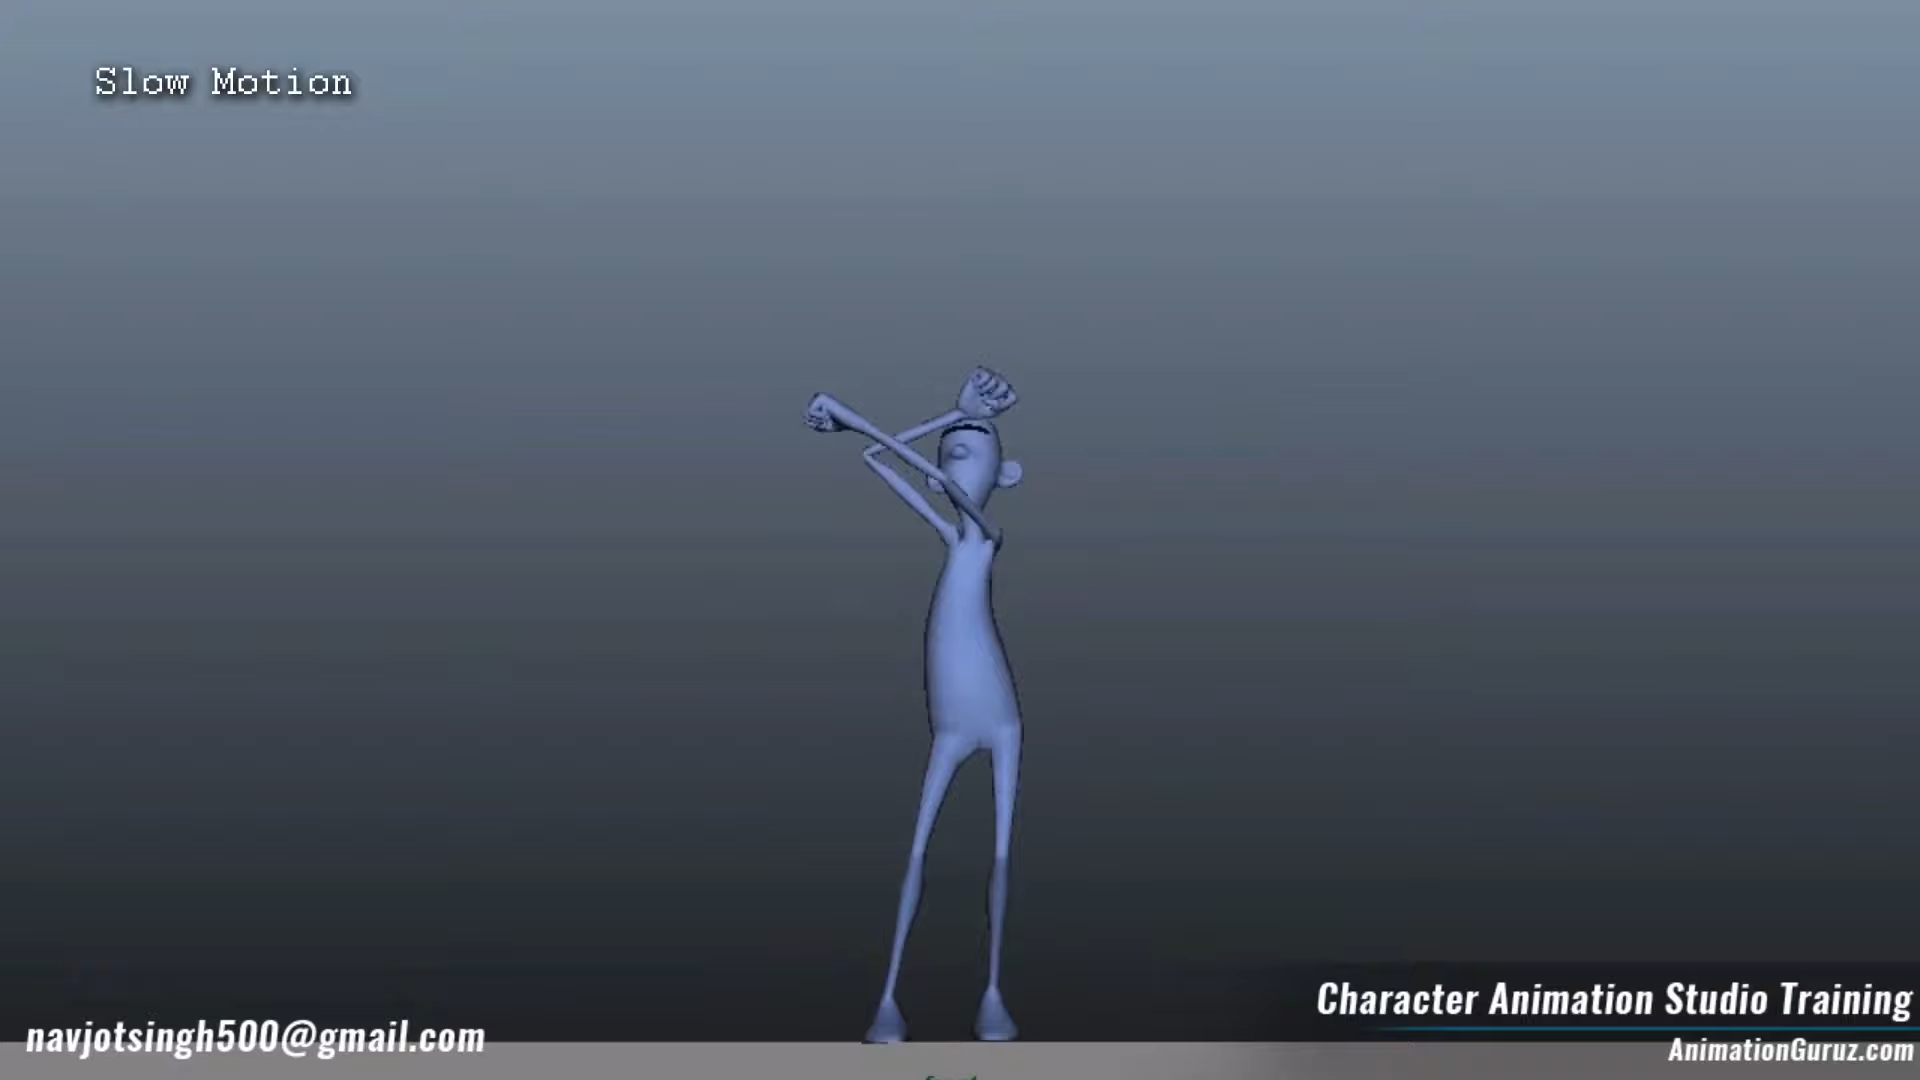 Slow Motion
Character Animation Studio Training
navjotsingh500@gmail.com
AnimationGuruz.com